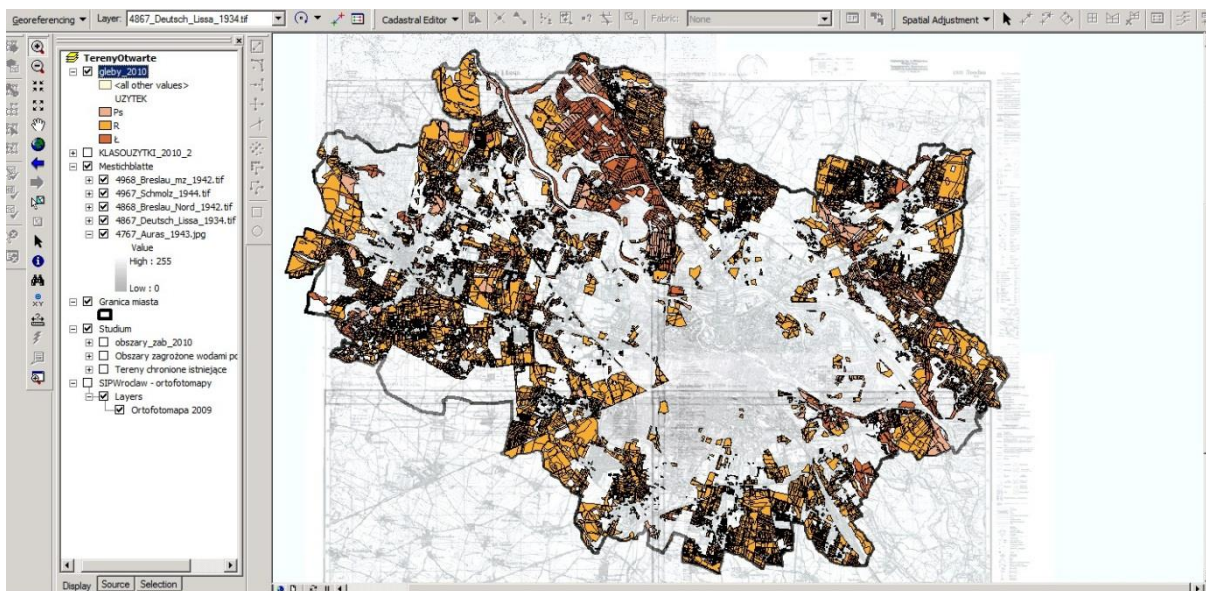 Georeferencing Layer: 4867_Deutsch_Lissa_1934.tif Cadastral Editor Fabric: None Spatial Adjustment
TerenyOtwarte
gleby_2010
<all other values>
UZYTEK
Ps
R
Ł
KLASOUZYTKI_2010_2
Mestichblatte
4968_Breslau_mz_1942.tif
4967_Schmolz_1944.tif
4868_Breslau_Nord_1942.tif
4867_Deutsch_Lissa_1934.tif
4767_Auras_1943.jpg
Value
High : 255
Low : 0
Granica miasta
Studium
obszary_zab_2010
Obszary zagrożone wodami pc
Tereny chronione istniejące
SIPWroclaw - ortofotomapy
Layers
Ortofotomapa 2009
Display Source Selection